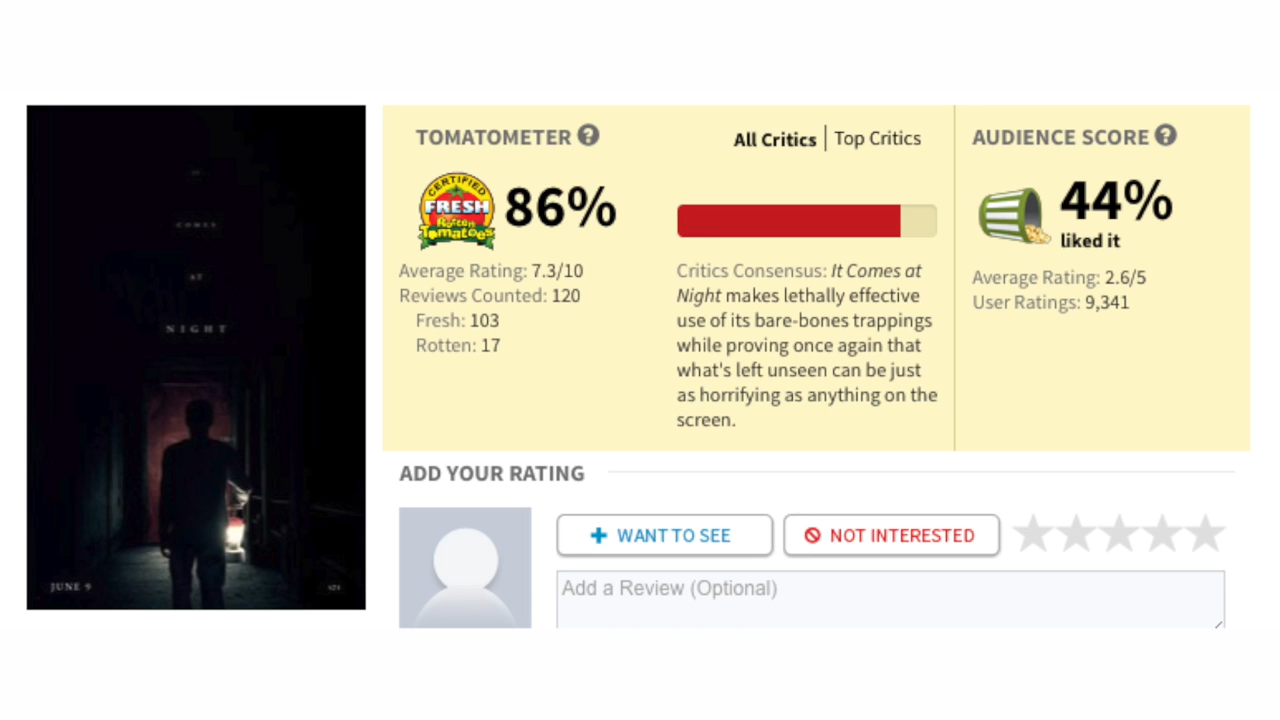 IT
COMES
AT
NIGHT
JUNE 9
A24
TOMATOMETER ?
All Critics | Top Critics
CERTIFIED
FRESH
Rotten
Tomatoes
86%
Average Rating: 7.3/10
Reviews Counted: 120
Fresh: 103
Rotten: 17
Critics Consensus: It Comes at
Night makes lethally effective
use of its bare-bones trappings
while proving once again that
what's left unseen can be just
as horrifying as anything on the
screen.
AUDIENCE SCORE ?
44%
liked it
Average Rating: 2.6/5
User Ratings: 9,341
ADD YOUR RATING
WANT TO SEE
NOT INTERESTED
Add a Review (Optional)